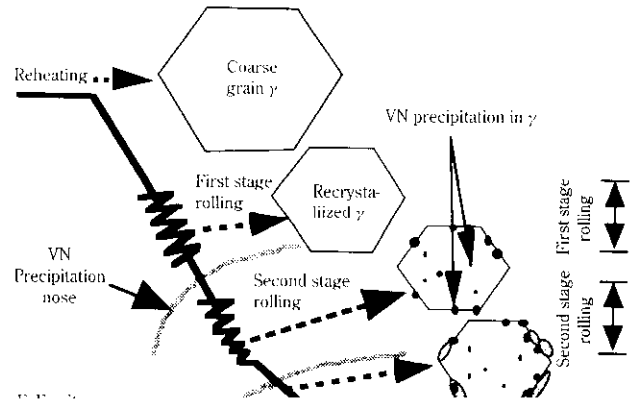 Reheating
Coarse
grain γ
VN precipitation in γ
First stage
rolling
Recrysta-
liized γ
First stage
rolling
VN
Precipitation
nose
Second stage
rolling
Second stage
rolling